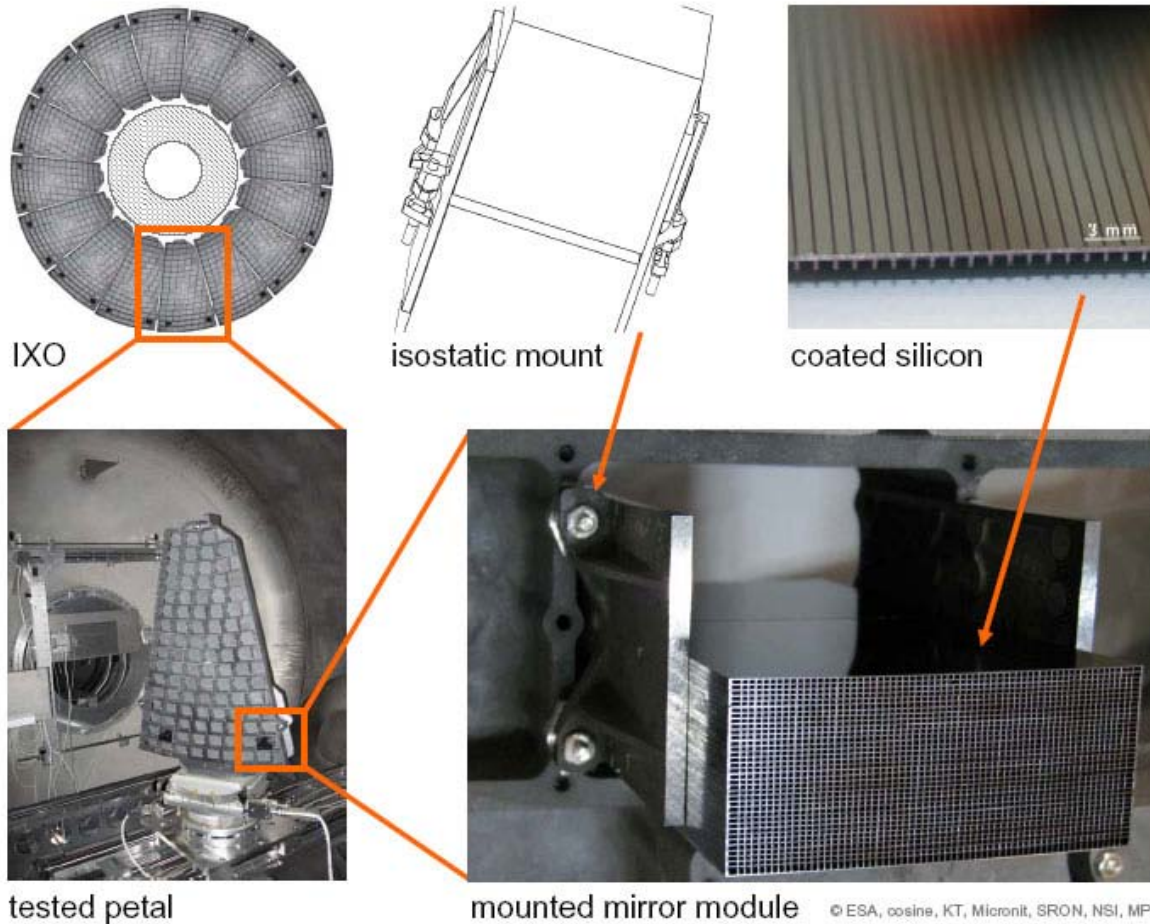 3 mm
IXO
isostatic mount
coated silicon
tested petal
mounted mirror module
© ESA, cosine, KT, Micronit, SRON, NSI, MP